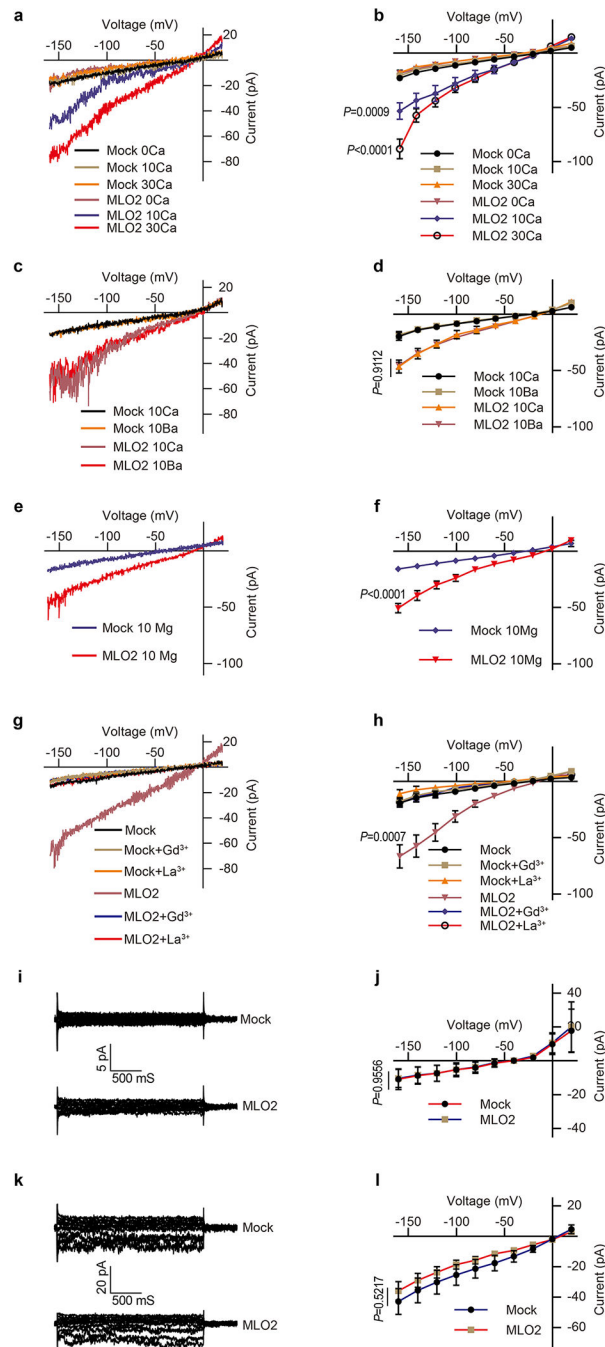 a
Voltage (mV)
-150 -100 -50
20
-20
-40
-60
-80
Current (pA)
Mock 0Ca
Mock 10Ca
Mock 30Ca
MLO2 0Ca
MLO2 10Ca
MLO2 30Ca
b
Voltage (mV)
-150 -100 -50
50
-50
-100
Current (pA)
P=0.0009
P<0.0001
Mock 0Ca
Mock 10Ca
Mock 30Ca
MLO2 0Ca
MLO2 10Ca
MLO2 30Ca
c
Voltage (mV)
-150 -100 -50
20
-20
-40
-60
-80
Current (pA)
Mock 10Ca
Mock 10Ba
MLO2 10Ca
MLO2 10Ba
d
Voltage (mV)
-150 -100 -50
50
-50
-100
Current (pA)
P=0.9112
Mock 10Ca
Mock 10Ba
MLO2 10Ca
MLO2 10Ba
e
Voltage (mV)
-150 -100 -50
50
-50
-100
Current (pA)
Mock 10 Mg
MLO2 10 Mg
f
Voltage (mV)
-150 -100 -50
50
-50
-100
Current (pA)
P<0.0001
Mock 10Mg
MLO2 10Mg
g
Voltage (mV)
-150 -100 -50
20
-20
-40
-60
-80
Current (pA)
Mock
Mock+Gd³⁺
Mock+La³⁺
MLO2
MLO2+Gd³⁺
MLO2+La³⁺
h
Voltage (mV)
-150 -100 -50
50
-50
-100
Current (pA)
P=0.0007
Mock
Mock+Gd³⁺
Mock+La³⁺
MLO2
MLO2+Gd³⁺
MLO2+La³⁺
i
Mock
5 pA
500 mS
MLO2
j
Voltage (mV)
-150 -100 -50
40
20
-20
-40
Current (pA)
P=0.9556
Mock
MLO2
k
Mock
20 pA
500 mS
MLO2
l
Voltage (mV)
-150 -100 -50
20
-20
-40
-60
Current (pA)
P=0.5217
Mock
MLO2